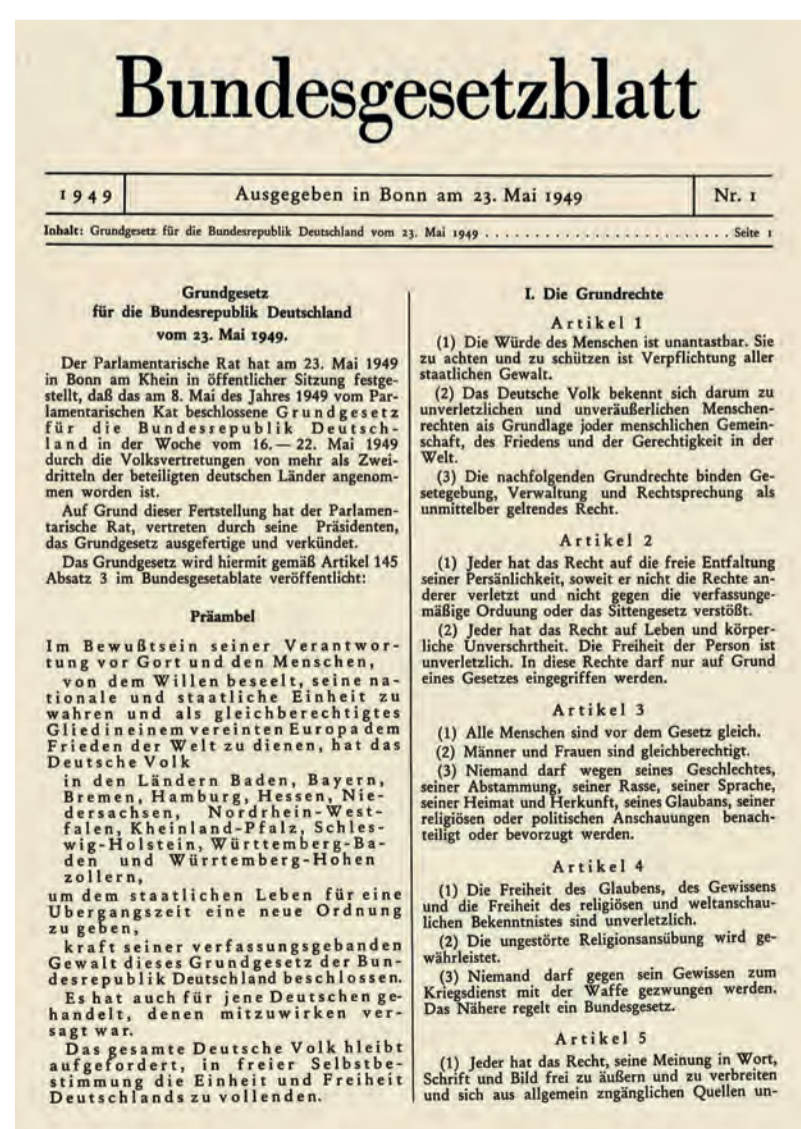 Bundesgesetzblatt
1949
Ausgegeben in Bonn am 23. Mai 1949
Nr. 1
Inhalt: Grundgesetz für die Bundesrepublik Deutschland vom 23. Mai 1949 . . . . . . . . . . . . . . . . . . . . . . . . . Seite 1
Grundgesetz
für die Bundesrepublik Deutschland
vom 23. Mai 1949.
Der Parlamentarische Rat hat am 23. Mai 1949
in Bonn am Khein in öffentlicher Sitzung festge-
stellt, daß das am 8. Mai des Jahres 1949 vom Par-
lamentarischen Kat beschlossene Grundgesetz
für die Bundesrepublik Deutsch-
land in der Woche vom 16.—22. Mai 1949
durch die Volksvertretungen von mehr als Zwei-
dritteln der beteiligten deutschen Länder angenom-
men worden ist.
Auf Grund dieser Fertstellung hat der Parlamen-
tarische Rat, vertreten durch seine Präsidenten,
das Grundgesetz ausgefertige und verkündet.
Das Grundgesetz wird hiermit gemäß Artikel 145
Absatz 3 im Bundesgesetablate veröffentlicht:
Präambel
Im Bewußtsein seiner Verantwor-
tung vor Gort und den Menschen,
von dem Willen beseelt, seine na-
tionale und staatliche Einheit zu
wahren und als gleichberechtigtes
Glied in einem vereinten Europa dem
Frieden der Welt zu dienen, hat das
Deutsche Volk
in den Ländern Baden, Bayern,
Bremen, Hamburg, Hessen, Nie-
dersachsen, Nordrhein-West-
falen, Kheinland-Pfalz, Schles-
wig-Holstein, Württemberg-Ba-
den und Würrtemberg-Hohen
zollern,
um dem staatlichen Leben für eine
Übergangszeit eine neue Ordnung
zu geben,
kraft seiner verfassungsgebanden
Gewalt dieses Grundgesetz der Bun-
desrepublik Deutschland beschlossen.
Es hat auch für jene Deutschen ge-
handelt, denen mitzuwirken ver-
sagt war.
Das gesamte Deutsche Volk bleibt
aufgefordert, in freier Selbstbe-
stimmung die Einheit und Freiheit
Deutschlands zu vollenden.
I. Die Grundrechte
Artikel 1
(1) Die Würde des Menschen ist unantastbar. Sie
zu achten und zu schützen ist Verpflichtung aller
staatlichen Gewalt.
(2) Das Deutsche Volk bekennt sich darum zu
unverletzlichen und unveräußerlichen Menschen-
rechten als Grundlage joder menschlichen Gemein-
schaft, des Friedens und der Gerechtigkeit in der
Welt.
(3) Die nachfolgenden Grundrechte binden Ge-
setegebung, Verwaltung und Rechtsprechung als
unmittelber geltendes Recht.
Artikel 2
(1) Jeder hat das Recht auf die freie Entfaltung
seiner Persönlichkeit, soweit er nicht die Rechte an-
derer verletzt und nicht gegen die verfassunge-
mäßige Orduung oder das Sittengesetz verstößt.
(2) Jeder hat das Recht auf Leben und körper-
liche Unverschrtheit. Die Freiheit der Person ist
unverletzlich. In diese Rechte darf nur auf Grund
eines Gesetzes eingegriffen werden.
Artikel 3
(1) Alle Menschen sind vor dem Gesetz gleich.
(2) Männer und Frauen sind gleichberechtigt.
(3) Niemand darf wegen seines Geschlechtes,
seiner Abstammung, seiner Rasse, seiner Sprache,
seiner Heimat und Herkunft, seines Glaubans, seiner
religiösen oder politischen Anschauungen benach-
teiligt oder bevorzugt werden.
Artikel 4
(1) Die Freiheit des Glaubens, des Gewissens
und die Freiheit des religiösen und weltanschau-
lichen Bekenntnistes sind unverletzlich.
(2) Die ungestörte Religionsansübung wird ge-
währleistet.
(3) Niemand darf gegen sein Gewissen zum
Kriegsdienst mit der Waffe gezwungen werden.
Das Nähere regelt ein Bundesgesetz.
Artikel 5
(1) Jeder hat das Recht, seine Meinung in Wort,
Schrift und Bild frei zu äußern und zu verbreiten
und sich aus allgemein zngänglichen Quellen un-